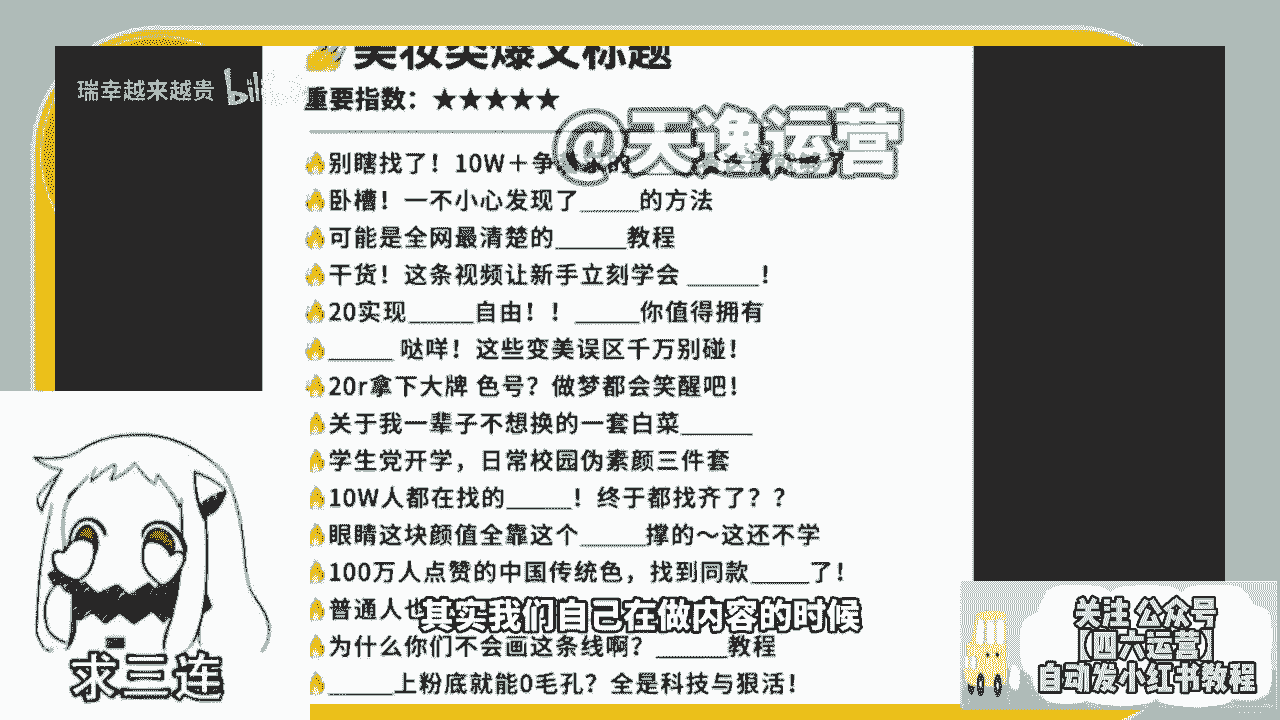 美妆类爆文标题
瑞幸越来越贵 bili
重要指数：★★★★★
@天谗运营
别瞎找了！10W＋争
卧槽！一不小心发现了_____的方法
可能是全网最清楚的______教程
干货！这条视频让新手立刻学会 ______！
20实现_____自由！！_____你值得拥有
_____ 哒咩！这些变美误区千万别碰！
20r拿下大牌 色号？做梦都会笑醒吧！
关于我一辈子不想换的一套白菜______
学生党开学，日常校园伪素颜三件套
10W人都在找的_____！终于都找齐了？？
眼睛这块颜值全靠这个_____撑的～这还不学
100万人点赞的中国传统色，找到同款_____了！
普通人也
其实我们自己在做内容的时候
为什么你们不会画这条线啊？______教程
_____上粉底就能0毛孔？全是科技与狠活！
求三连
关注 公众号
（四六运营）
自动发小红书教程